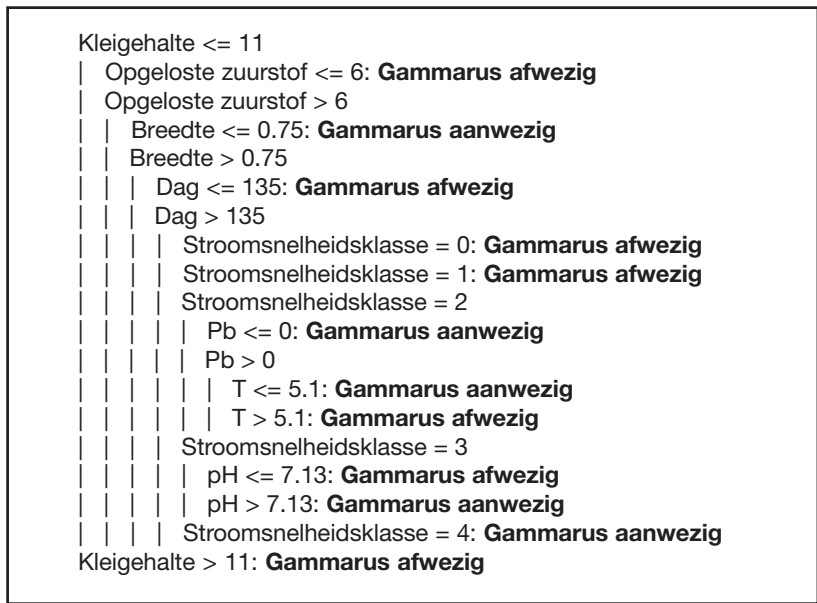 Kleigehalte <= 11
| Opgeloste zuurstof <= 6: Gammarus afwezig
| Opgeloste zuurstof > 6
| | Breedte <= 0.75: Gammarus aanwezig
| | Breedte > 0.75
| | | Dag <= 135: Gammarus afwezig
| | | Dag > 135
| | | | Stroomsnelheidsklasse = 0: Gammarus afwezig
| | | | Stroomsnelheidsklasse = 1: Gammarus afwezig
| | | | Stroomsnelheidsklasse = 2
| | | | | Pb <= 0: Gammarus aanwezig
| | | | | Pb > 0
| | | | | | T <= 5.1: Gammarus aanwezig
| | | | | | T > 5.1: Gammarus afwezig
| | | | Stroomsnelheidsklasse = 3
| | | | | pH <= 7.13: Gammarus afwezig
| | | | | pH > 7.13: Gammarus aanwezig
| | | | Stroomsnelheidsklasse = 4: Gammarus aanwezig
Kleigehalte > 11: Gammarus afwezig